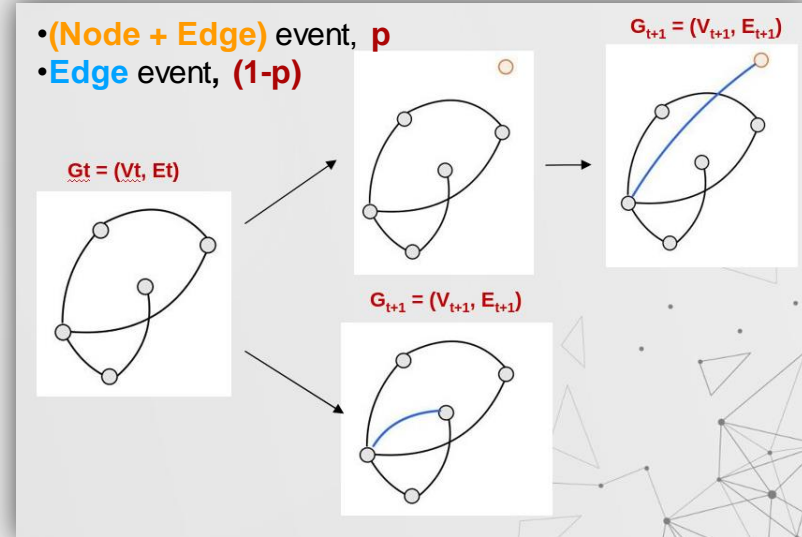 •(Node + Edge) event, p
•Edge event, (1-p)
Gt = (Vt, Et)
Gt+1 = (Vt+1, Et+1)
Gt+1 = (Vt+1, Et+1)